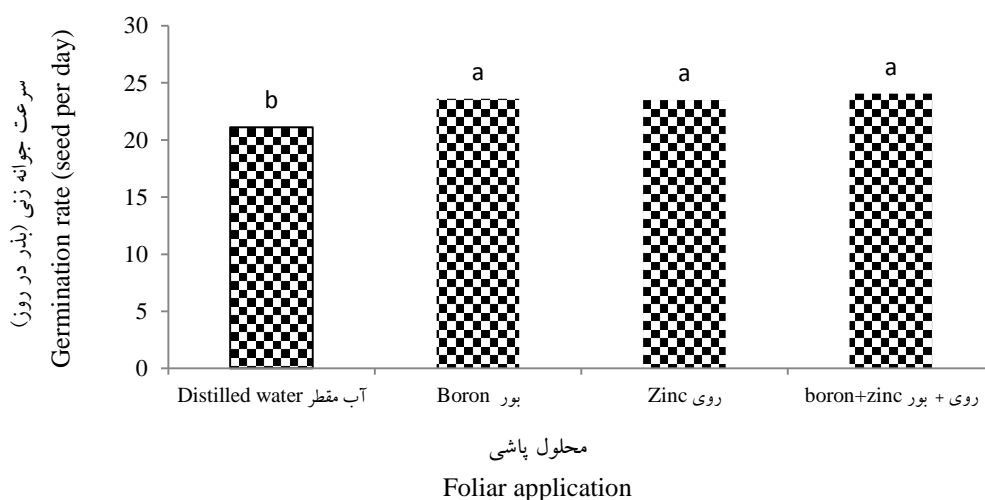 سرعت جوانه زنی (بذر در روز)
Germination rate (seed per day)
30
25
20
15
10
5
0
b
a
a
a
Distilled water آب مقطر
Boron بور
Zinc روی
boron+zinc روی + بور
محلول پاشی
Foliar application